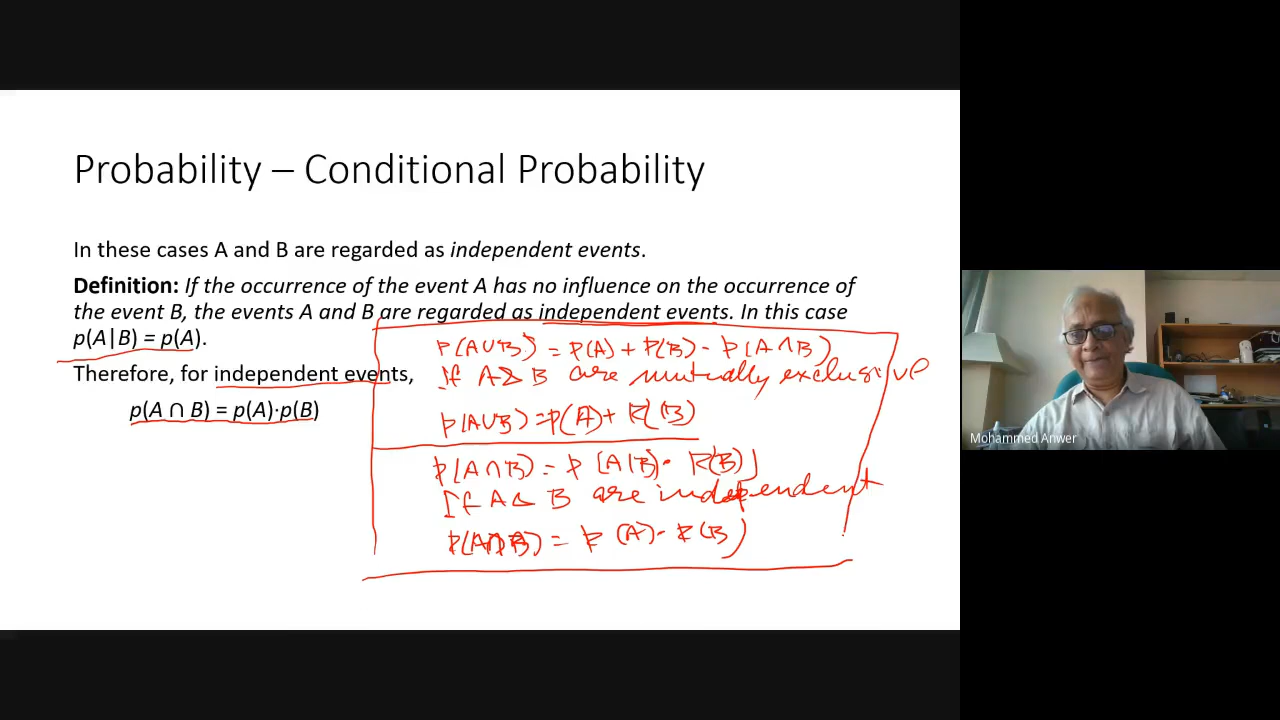 Probability – Conditional Probability
In these cases A and B are regarded as independent events.
Definition: If the occurrence of the event A has no influence on the occurrence of
the event B, the events A and B are regarded as independent events. In this case
p(A|B) = p(A).
Therefore, for independent events,
p(A ∩ B) = p(A)·p(B)
p(A∪B) = p(A) + p(B) - p(A∩B)
If A & B are mutually exclusive
p(A∪B) = p(A) + p(B)
p(A∩B) = p(A|B)· p(B)
If A & B are independent
p(A∩B) = p(A)· p(B)
Mohammed Anwer